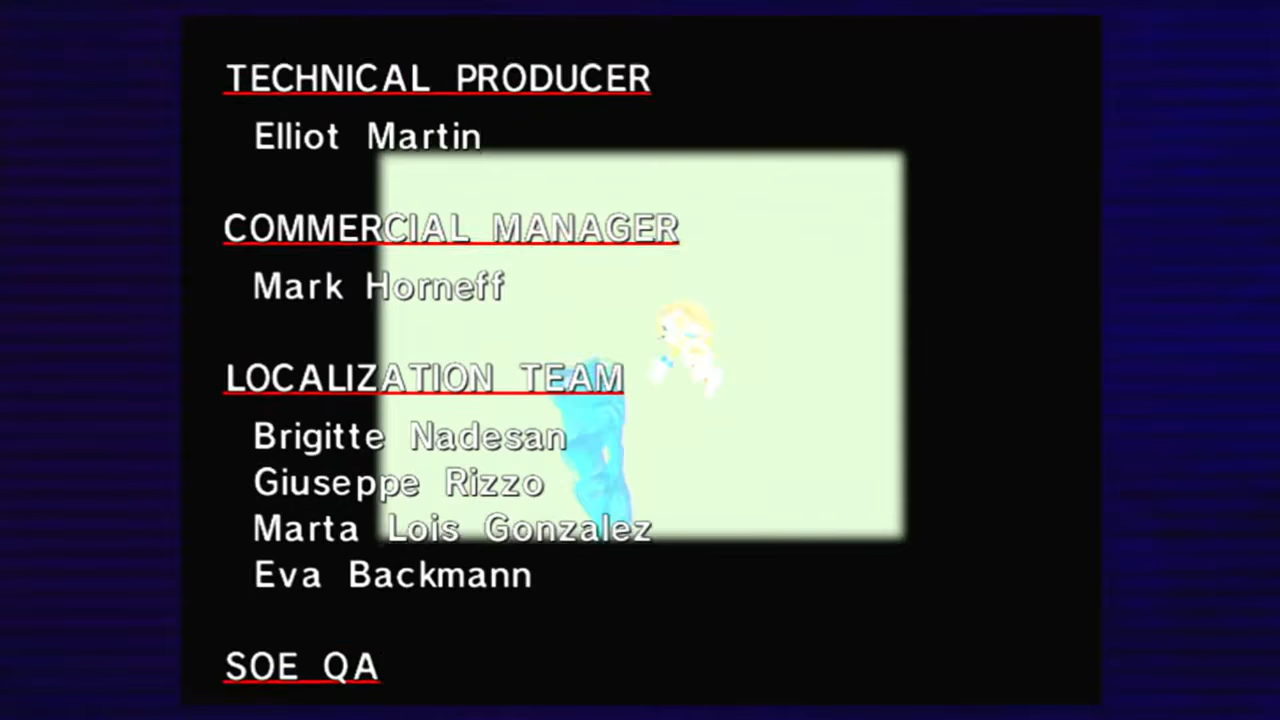 TECHNICAL PRODUCER
Elliot Martin
COMMERCIAL MANAGER
Mark Horneff
LOCALIZATION TEAM
Brigitte Nadesan
Giuseppe Rizzo
Marta Lois Gonzalez
Eva Backmann
SOE QA